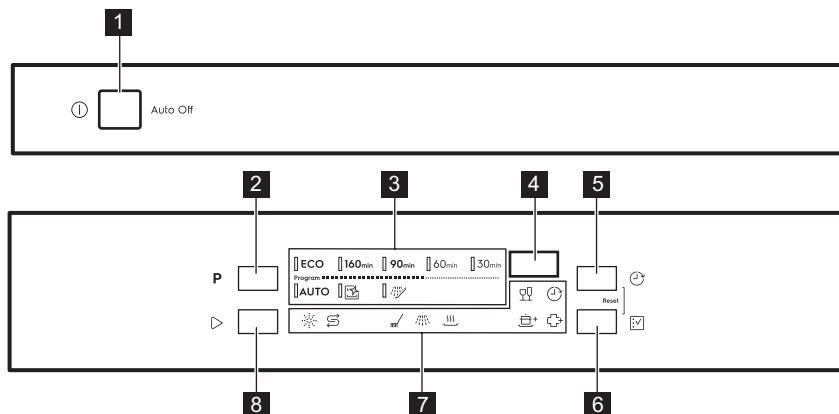 1
Auto Off
2 3 4 5
ECO 160min 90min 60min 30min
P
Program
AUTO
Reset
8 7 6